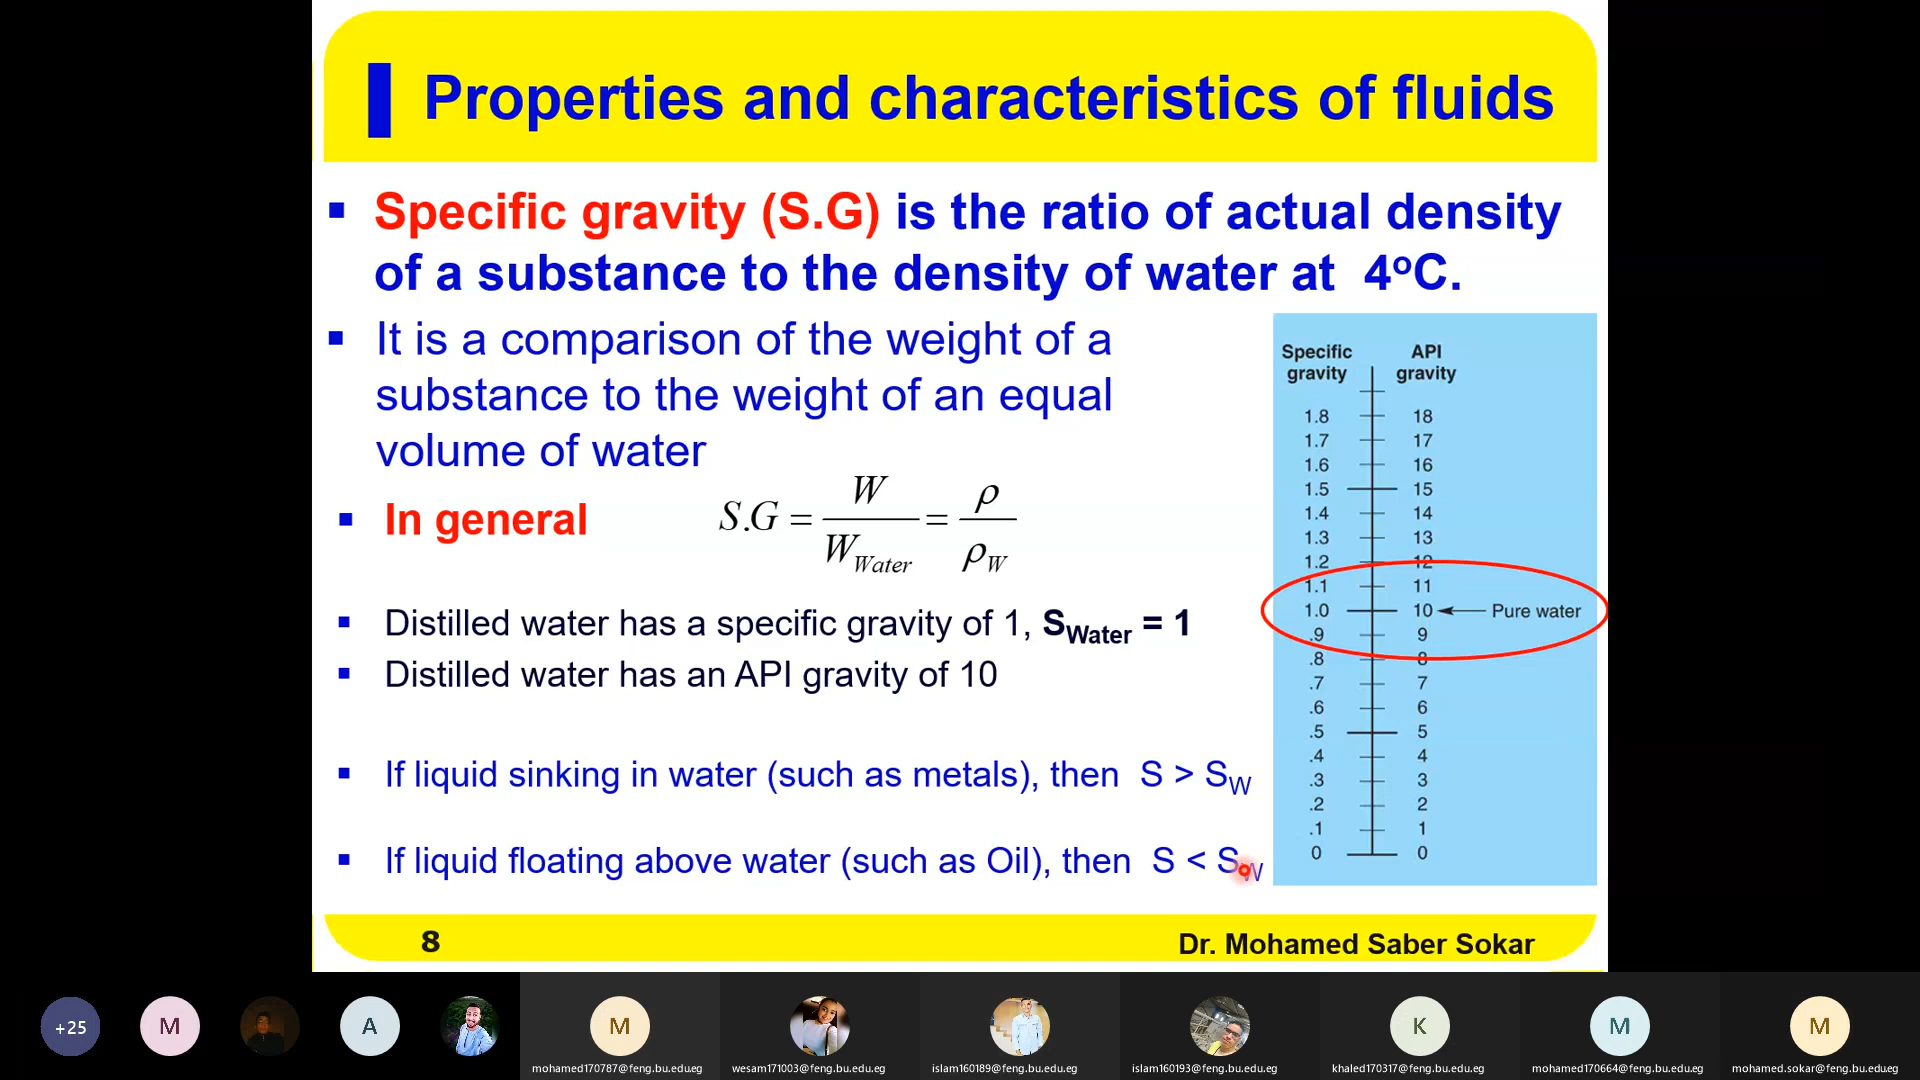 Properties and characteristics of fluids
▪ Specific gravity (S.G) is the ratio of actual density
of a substance to the density of water at 4ᵒC.
▪ It is a comparison of the weight of a
substance to the weight of an equal
volume of water
▪ In general S.G = W / W_Water = ρ / ρ_W
▪ Distilled water has a specific gravity of 1, S_Water = 1
▪ Distilled water has an API gravity of 10
▪ If liquid sinking in water (such as metals), then S > S_W
▪ If liquid floating above water (such as Oil), then S < S_W
Specific API
gravity gravity
1.8 18
1.7 17
1.6 16
1.5 15
1.4 14
1.3 13
1.2 12
1.1 11
1.0 10 Pure water
.9 9
.8 8
.7 7
.6 6
.5 5
.4 4
.3 3
.2 2
.1 1
0 0
8 Dr. Mohamed Saber Sokar
+25 M A M K M M
mohamed170787@feng.bu.edu.eg wesam171003@feng.bu.edu.eg islam160189@feng.bu.edu.eg islam160193@feng.bu.edu.eg khaled170317@feng.bu.edu.eg mohamed170664@feng.bu.edu.eg mohamed.sokar@feng.bu.edu.eg